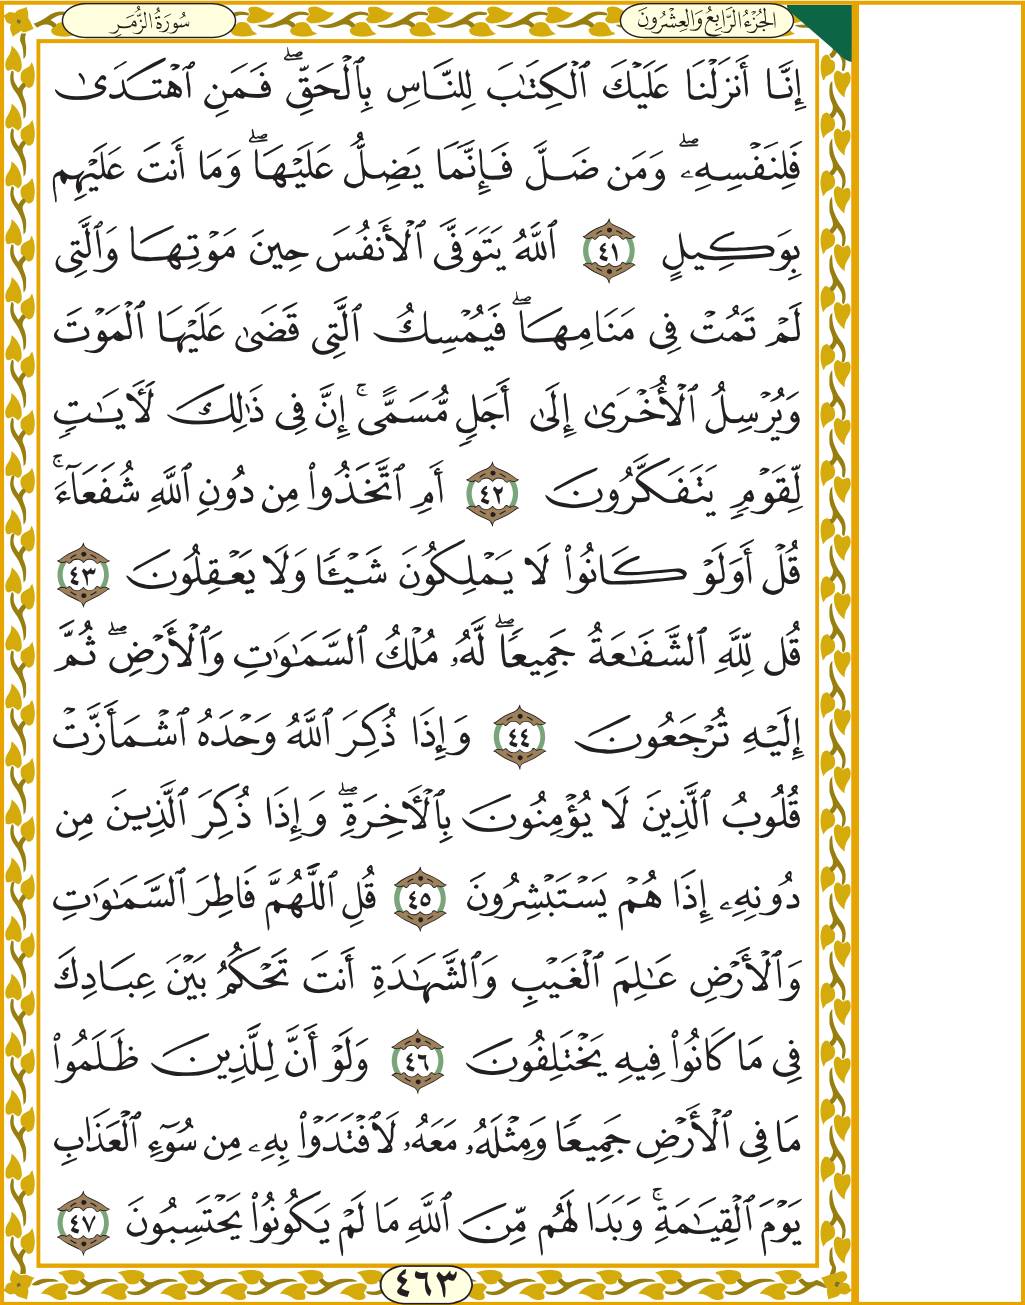 الجُزْءُ الرَّابِعُ وَالعِشْرُونَ
سُورَةُ الزُّمَرِ
إِنَّا أَنزَلْنَا عَلَيْكَ ٱلْكِتَٰبَ لِلنَّاسِ بِٱلْحَقِّۖ فَمَنِ ٱهْتَدَىٰ
فَلِنَفْسِهِۦۖ وَمَن ضَلَّ فَإِنَّمَا يَضِلُّ عَلَيْهَاۖ وَمَا أَنتَ عَلَيْهِم
بِوَكِيلٍ ٤١ ٱللَّهُ يَتَوَفَّى ٱلْأَنفُسَ حِينَ مَوْتِهَا وَٱلَّتِى
لَمْ تَمُتْ فِى مَنَامِهَاۖ فَيُمْسِكُ ٱلَّتِى قَضَىٰ عَلَيْهَا ٱلْمَوْتَ
وَيُرْسِلُ ٱلْأُخْرَىٰ إِلَىٰ أَجَلٍ مُّسَمًّىۚ إِنَّ فِى ذَٰلِكَ لَأٓيَٰتٍ
لِّقَوْمٍ يَتَفَكَّرُونَ ٤٢ أَمِ ٱتَّخَذُوا۟ مِن دُونِ ٱللَّهِ شُفَعَآءَۚ
قُلْ أَوَلَوْ كَانُوا۟ لَا يَمْلِكُونَ شَيْـًٔا وَلَا يَعْقِلُونَ ٤٣
قُل لِّلَّهِ ٱلشَّفَٰعَةُ جَمِيعًاۖ لَّهُۥ مُلْكُ ٱلسَّمَٰوَٰتِ وَٱلْأَرْضِۖ ثُمَّ
إِلَيْهِ تُرْجَعُونَ ٤٤ وَإِذَا ذُكِرَ ٱللَّهُ وَحْدَهُ ٱشْمَأَزَّتْ
قُلُوبُ ٱلَّذِينَ لَا يُؤْمِنُونَ بِٱلْأٓخِرَةِۖ وَإِذَا ذُكِرَ ٱلَّذِينَ مِن
دُونِهِۦ إِذَا هُمْ يَسْتَبْشِرُونَ ٤٥ قُلِ ٱللَّهُمَّ فَاطِرَ ٱلسَّمَٰوَٰتِ
وَٱلْأَرْضِ عَٰلِمَ ٱلْغَيْبِ وَٱلشَّهَٰدَةِ أَنتَ تَحْكُمُ بَيْنَ عِبَادِكَ
فِى مَا كَانُوا۟ فِيهِ يَخْتَلِفُونَ ٤٦ وَلَوْ أَنَّ لِلَّذِينَ ظَلَمُوا۟
مَا فِى ٱلْأَرْضِ جَمِيعًا وَمِثْلَهُۥ مَعَهُۥ لَٱفْتَدَوْا۟ بِهِۦ مِن سُوٓءِ ٱلْعَذَابِ
يَوْمَ ٱلْقِيَٰمَةِۚ وَبَدَا لَهُم مِّنَ ٱللَّهِ مَا لَمْ يَكُونُوا۟ يَحْتَسِبُونَ ٤٧
٤٦٣